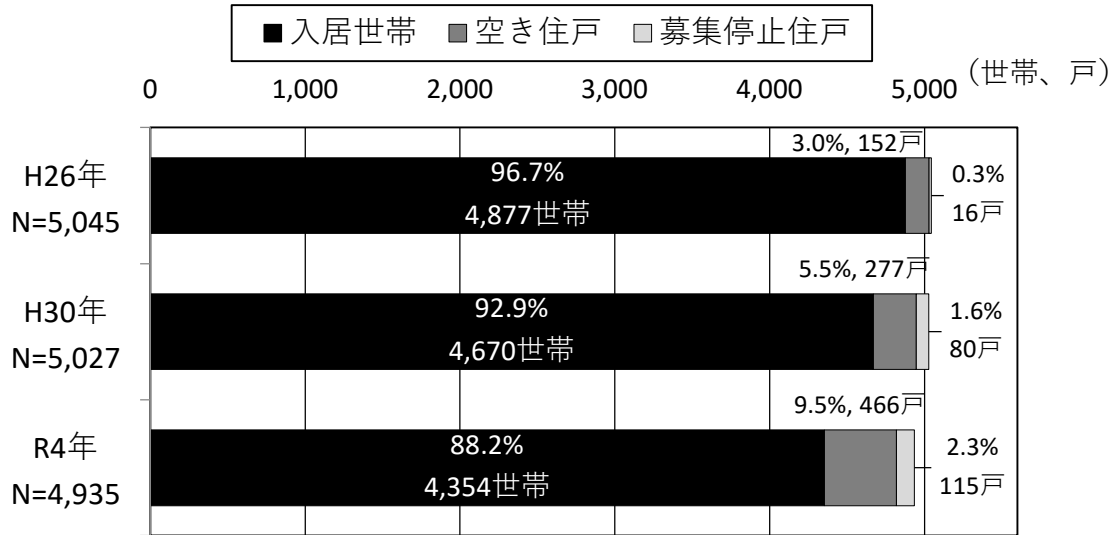 ■入居世帯 ■空き住戸 □募集停止住戸
0 1,000 2,000 3,000 4,000 5,000 (世帯、戸)
3.0%, 152戸
H26年
N=5,045
96.7%
4,877世帯
0.3%
16戸
5.5%, 277戸
H30年
N=5,027
92.9%
4,670世帯
1.6%
80戸
9.5%, 466戸
R4年
N=4,935
88.2%
4,354世帯
2.3%
115戸